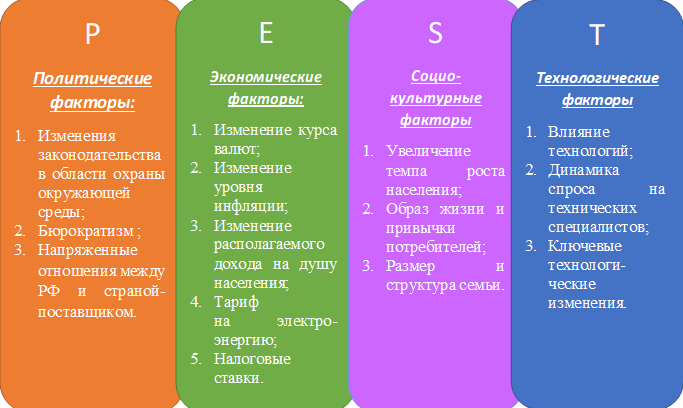 P
Политические
факторы:
1. Изменения
законодательства
в области охраны
окружающей
среды;
2. Бюрократизм ;
3. Напряженные
отношения между
РФ и страной-
поставщиком.
E
Экономические
факторы:
1. Изменение курса
валют;
2. Изменение
уровня
инфляции;
3. Изменение
располагаемого
дохода на душу
населения;
4. Тариф
на электро-
энергию;
5. Налоговые
ставки.
S
Социо-
культурные
факторы
1. Увеличение
темпа роста
населения;
2. Образ жизни и
привычки
потребителей;
3. Размер и
структура семьи.
T
Технологические
факторы
1. Влияние
технологий;
2. Динамика
спроса на
технических
специалистов;
3. Ключевые
технологи-
ческие
изменения.